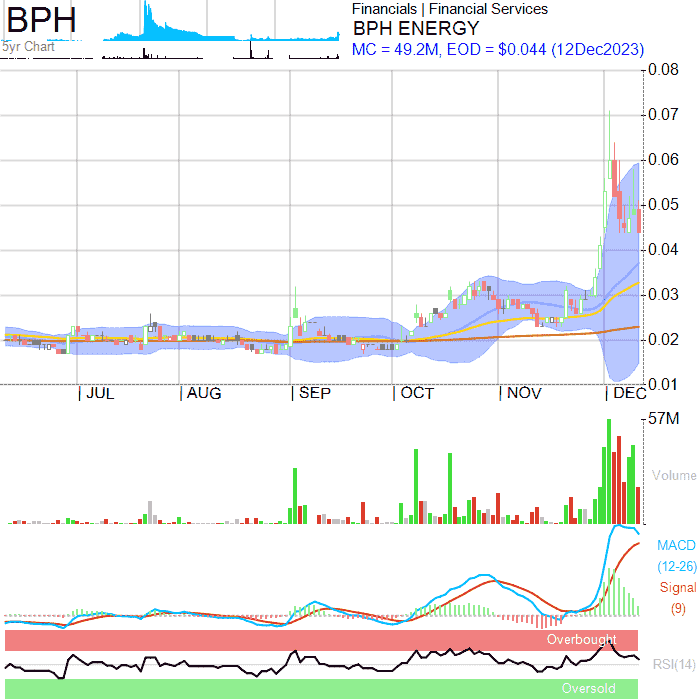 BPH
5yr Chart
Financials | Financial Services
BPH ENERGY
MC = 49.2M, EOD = $0.044 (12Dec2023)
0.08
0.07
0.06
0.05
0.04
0.03
0.02
0.01
JUL AUG SEP OCT NOV DEC
57M
Volume
MACD
(12-26)
Signal
(9)
Overbought
RSI(14)
Oversold